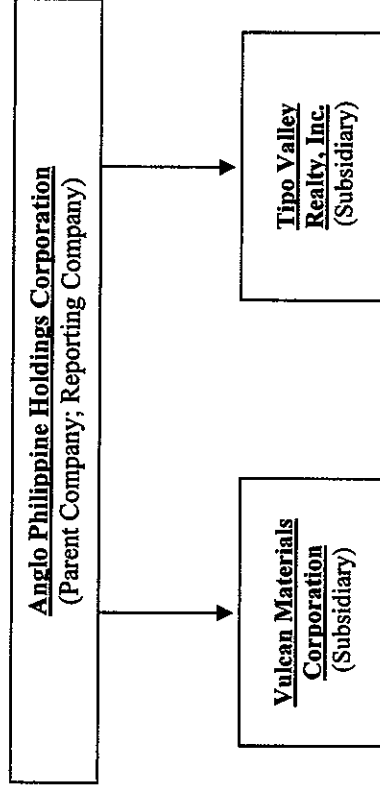 Anglo Philippine Holdings Corporation
(Parent Company; Reporting Company)
Vulcan Materials
Corporation
(Subsidiary)
Tipo Valley
Realty, Inc.
(Subsidiary)